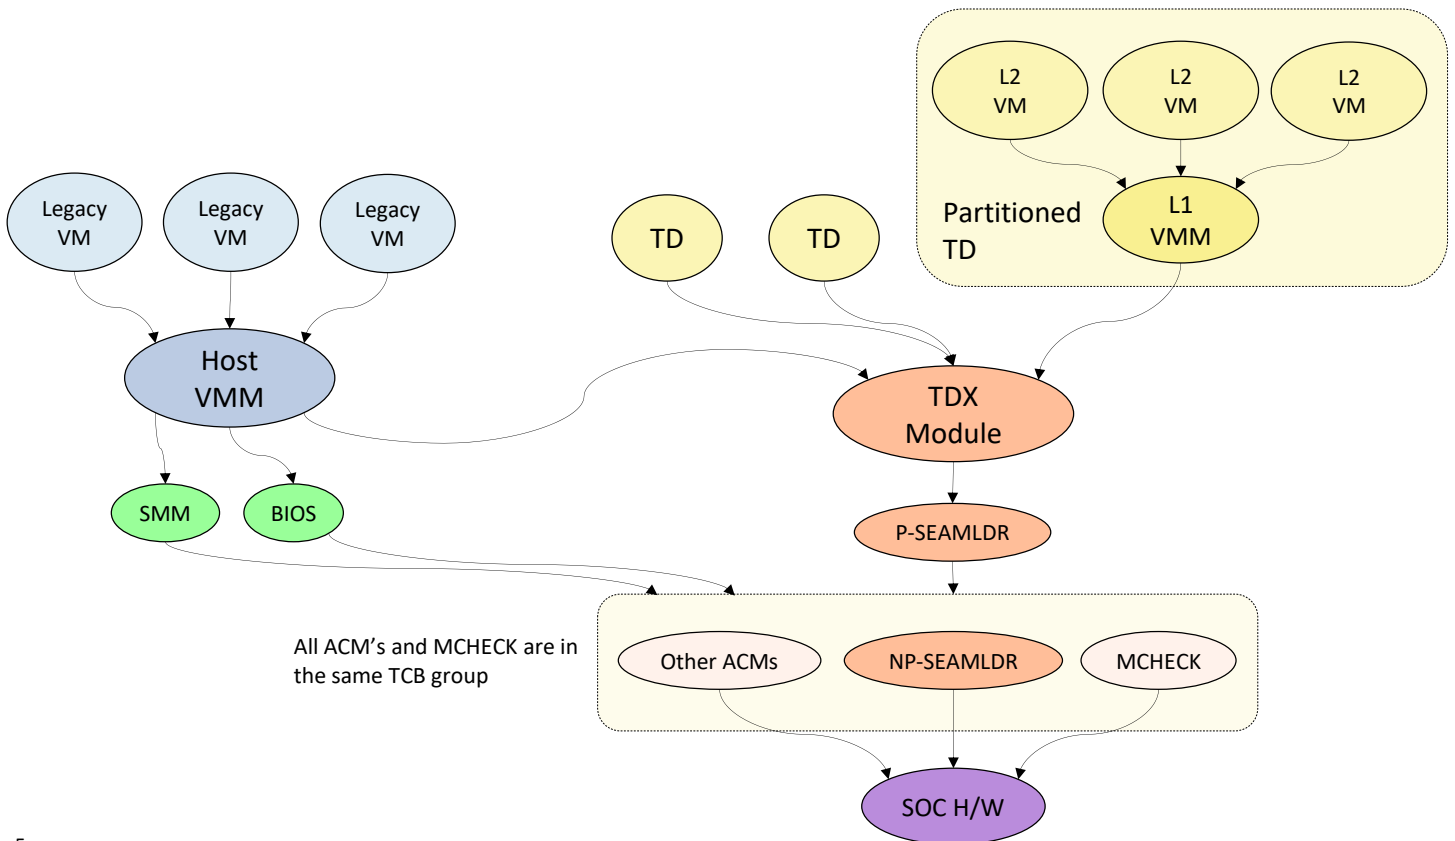 L2
VM
L2
VM
L2
VM
Legacy
VM
Legacy
VM
Legacy
VM
TD
TD
Partitioned
TD
L1
VMM
Host
VMM
TDX
Module
SMM
BIOS
P-SEAMLDR
All ACM's and MCHECK are in
the same TCB group
Other ACMs
NP-SEAMLDR
MCHECK
SOC H/W